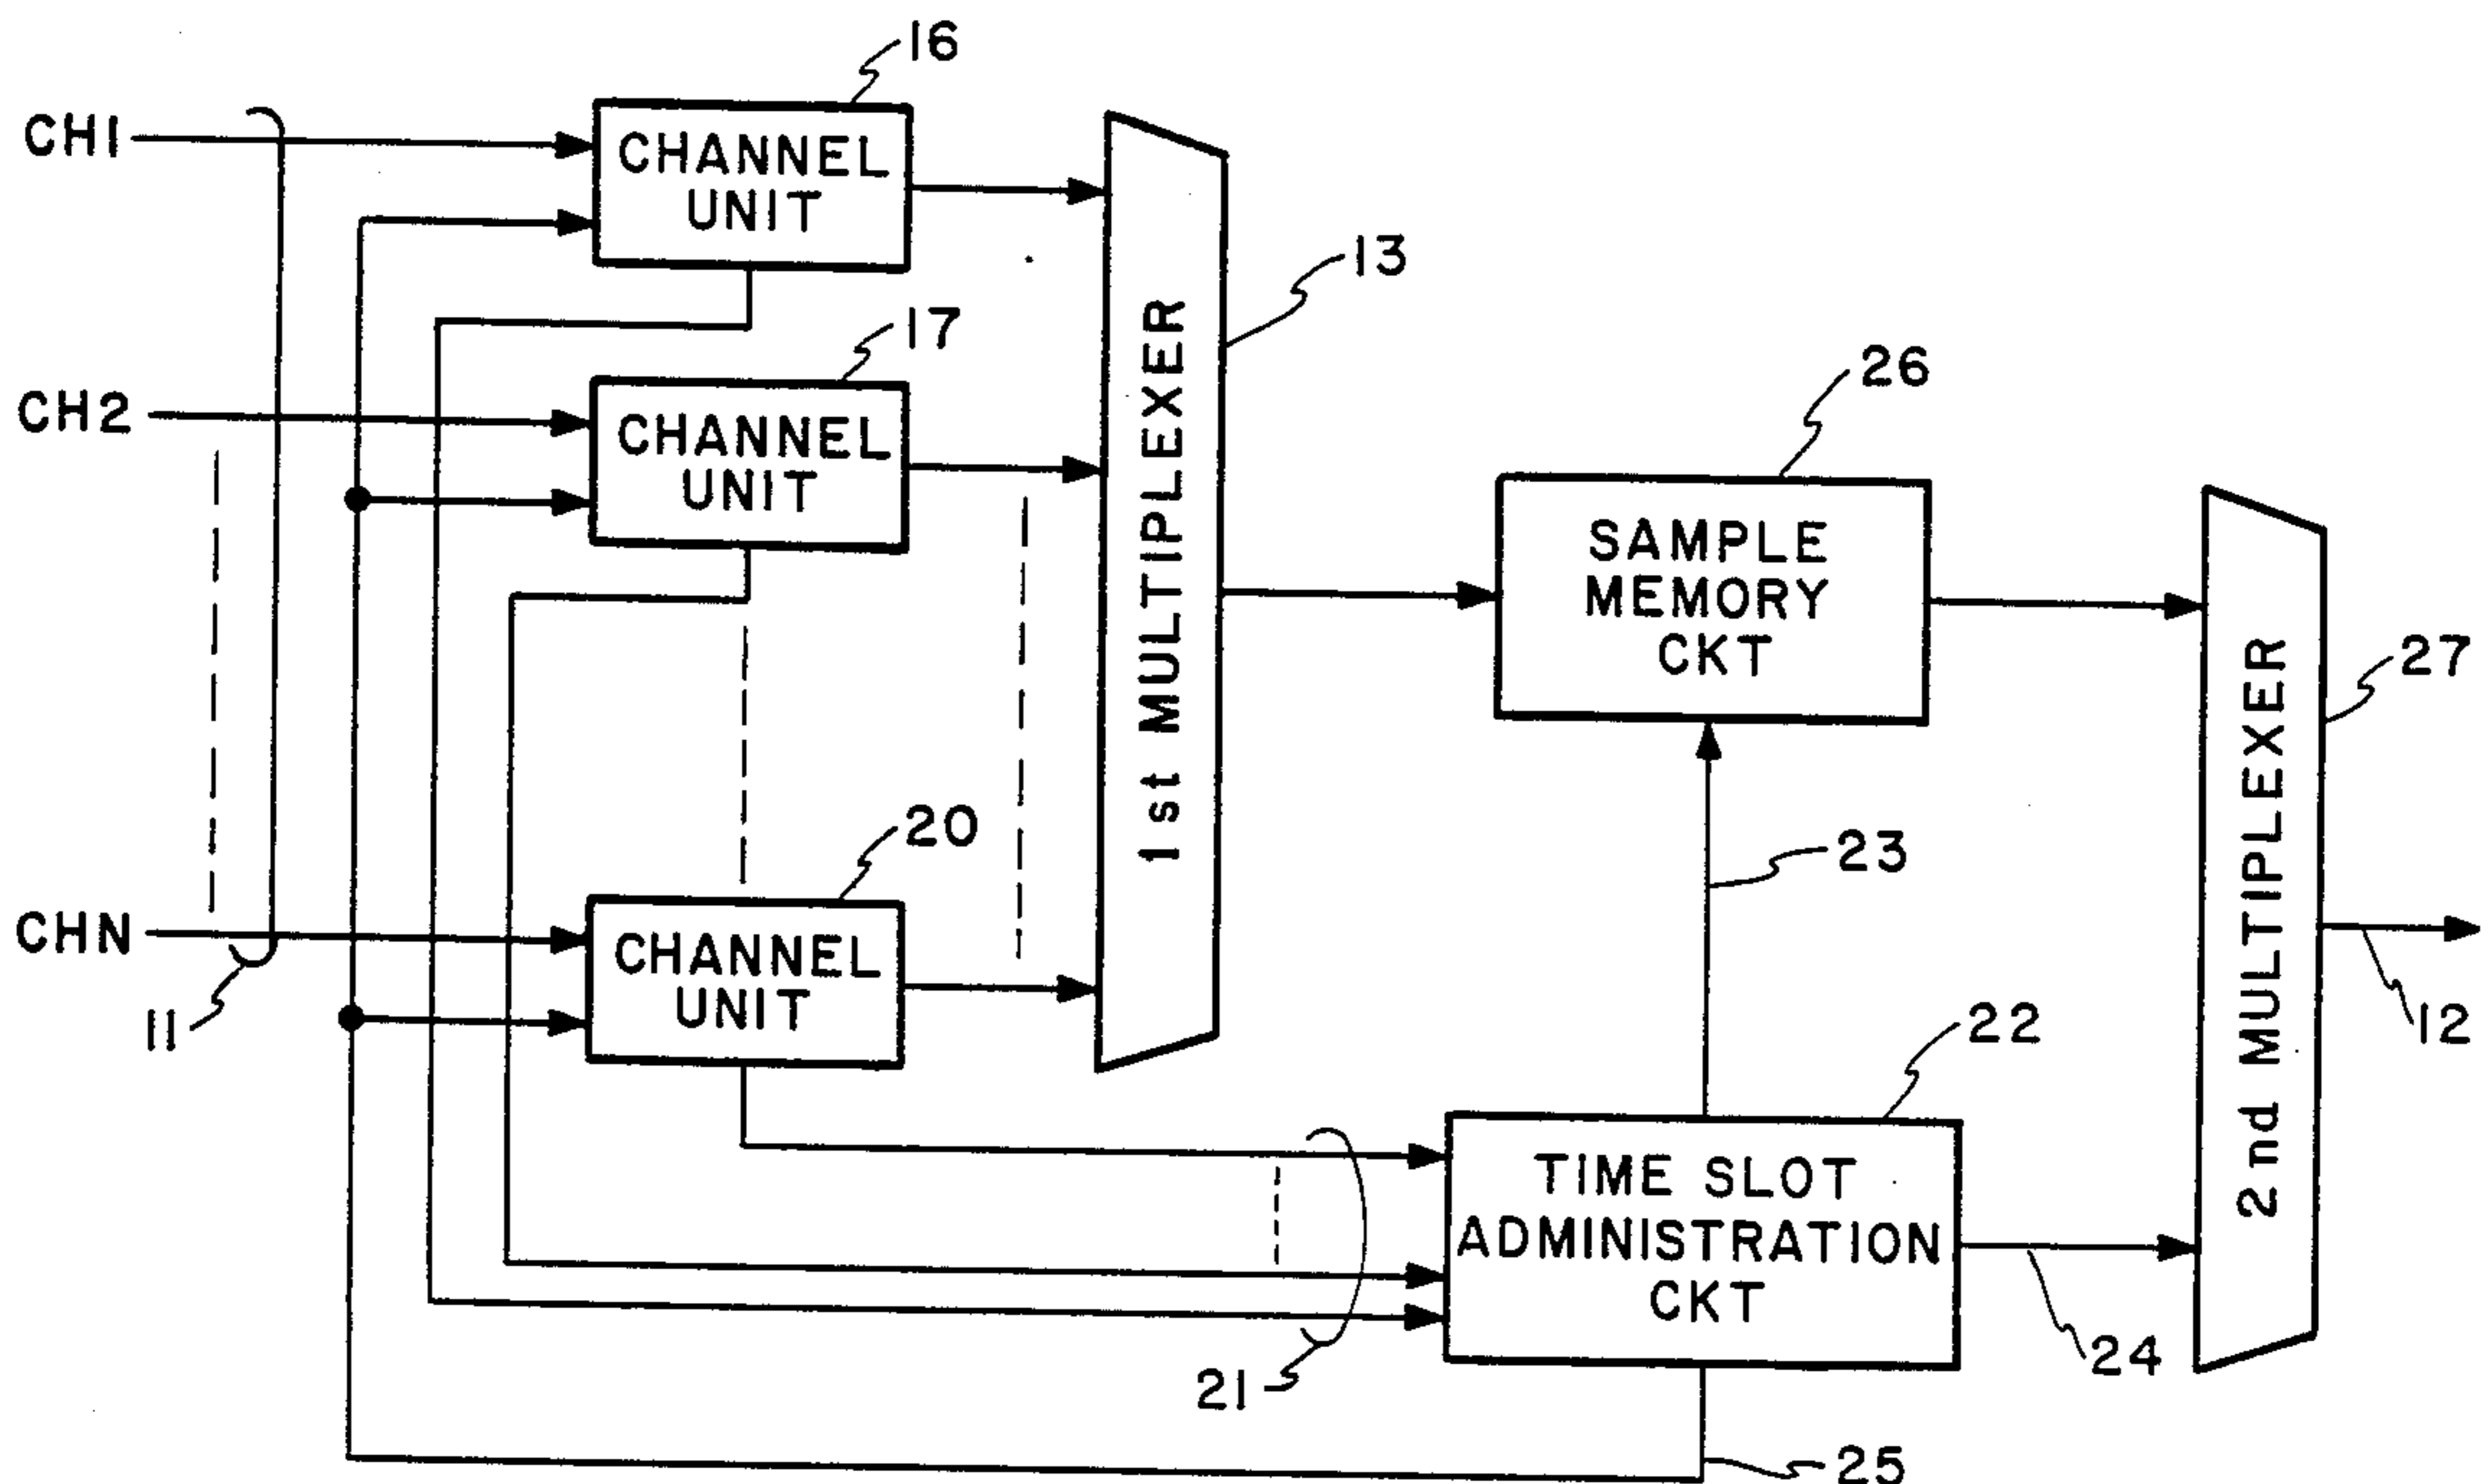 16
CH1
CHANNEL
UNIT
13
17
CH2
CHANNEL
UNIT
1st MULTIPLEXER
26
SAMPLE
MEMORY
CKT
27
2nd MULTIPLEXER
20
23
CHN
CHANNEL
UNIT
11
12
22
TIME SLOT
ADMINISTRATION
CKT
24
21
25